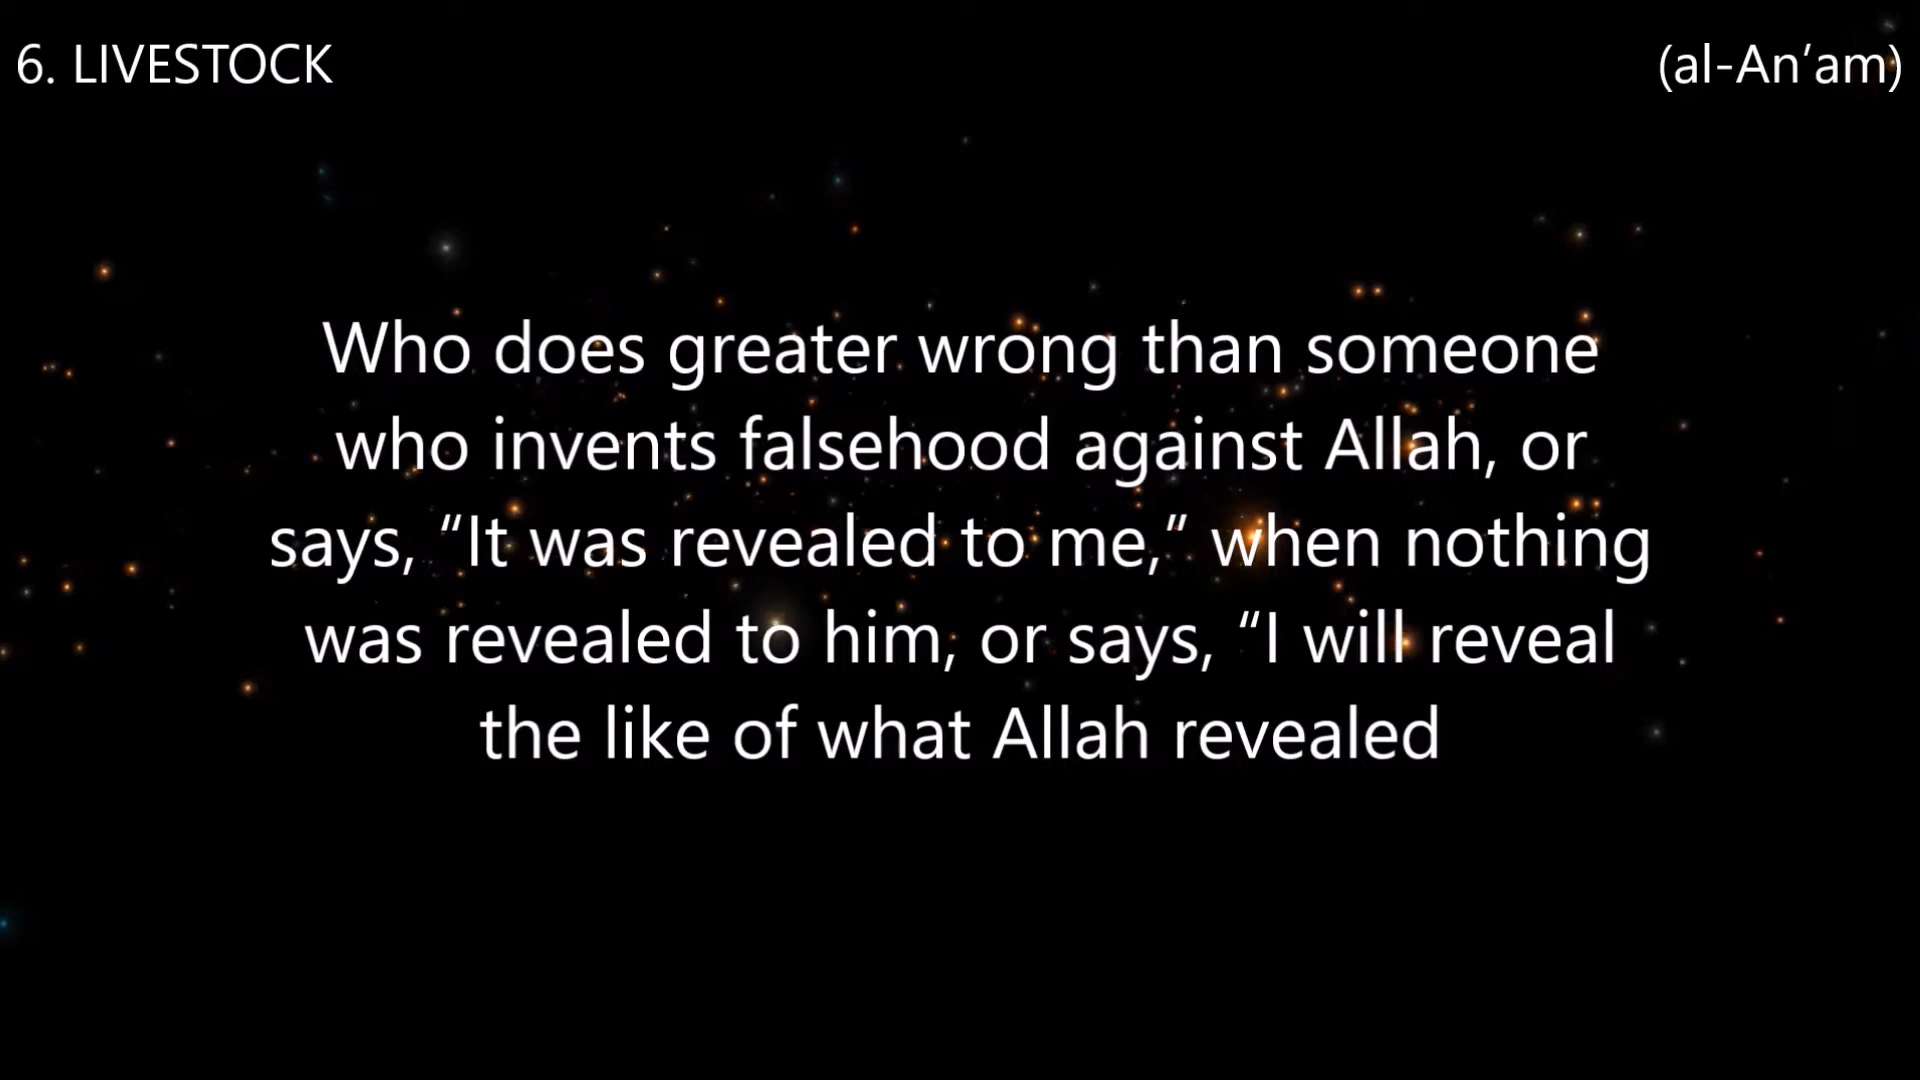 6. LIVESTOCK
(al-An’am)
Who does greater wrong than someone
who invents falsehood against Allah, or
says, “It was revealed to me,” when nothing
was revealed to him; or says, “I will reveal
the like of what Allah revealed